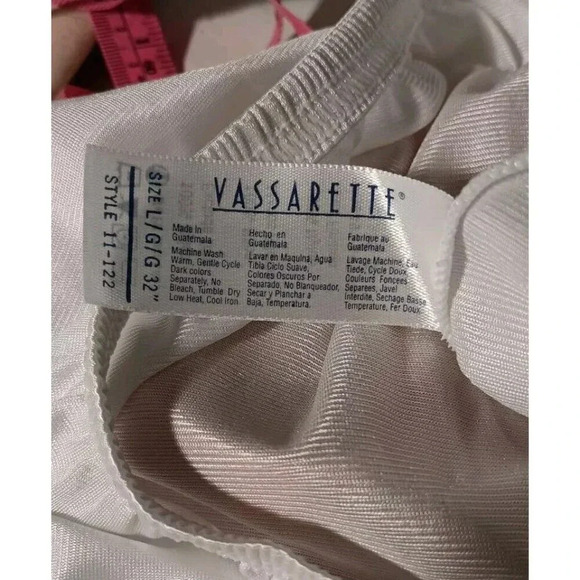 VASSARETTE®
SIZE L/G/G 32"
STYLE 11-122
Made in
Guatemala
Machine Wash
Warm, Gentle Cycle
Dark colors
Separately, No
Bleach, Tumble Dry
Low Heat, Cool Iron
Hecho en
Guatemala
Lavar en Maquina, Agua
Tibia Ciclo Suave,
Colores Oscuros Por
Separado, No Blanqueador,
Secar y Planchar a
Baja, Temperatura.
Fabrique au
Guatemala
Lavage Machine, Eau
Tiede, Cycle Doux
Couleurs Foncees
Separees, Javel
Interdite, Sechage Basse
Temperature, Fer Doux.